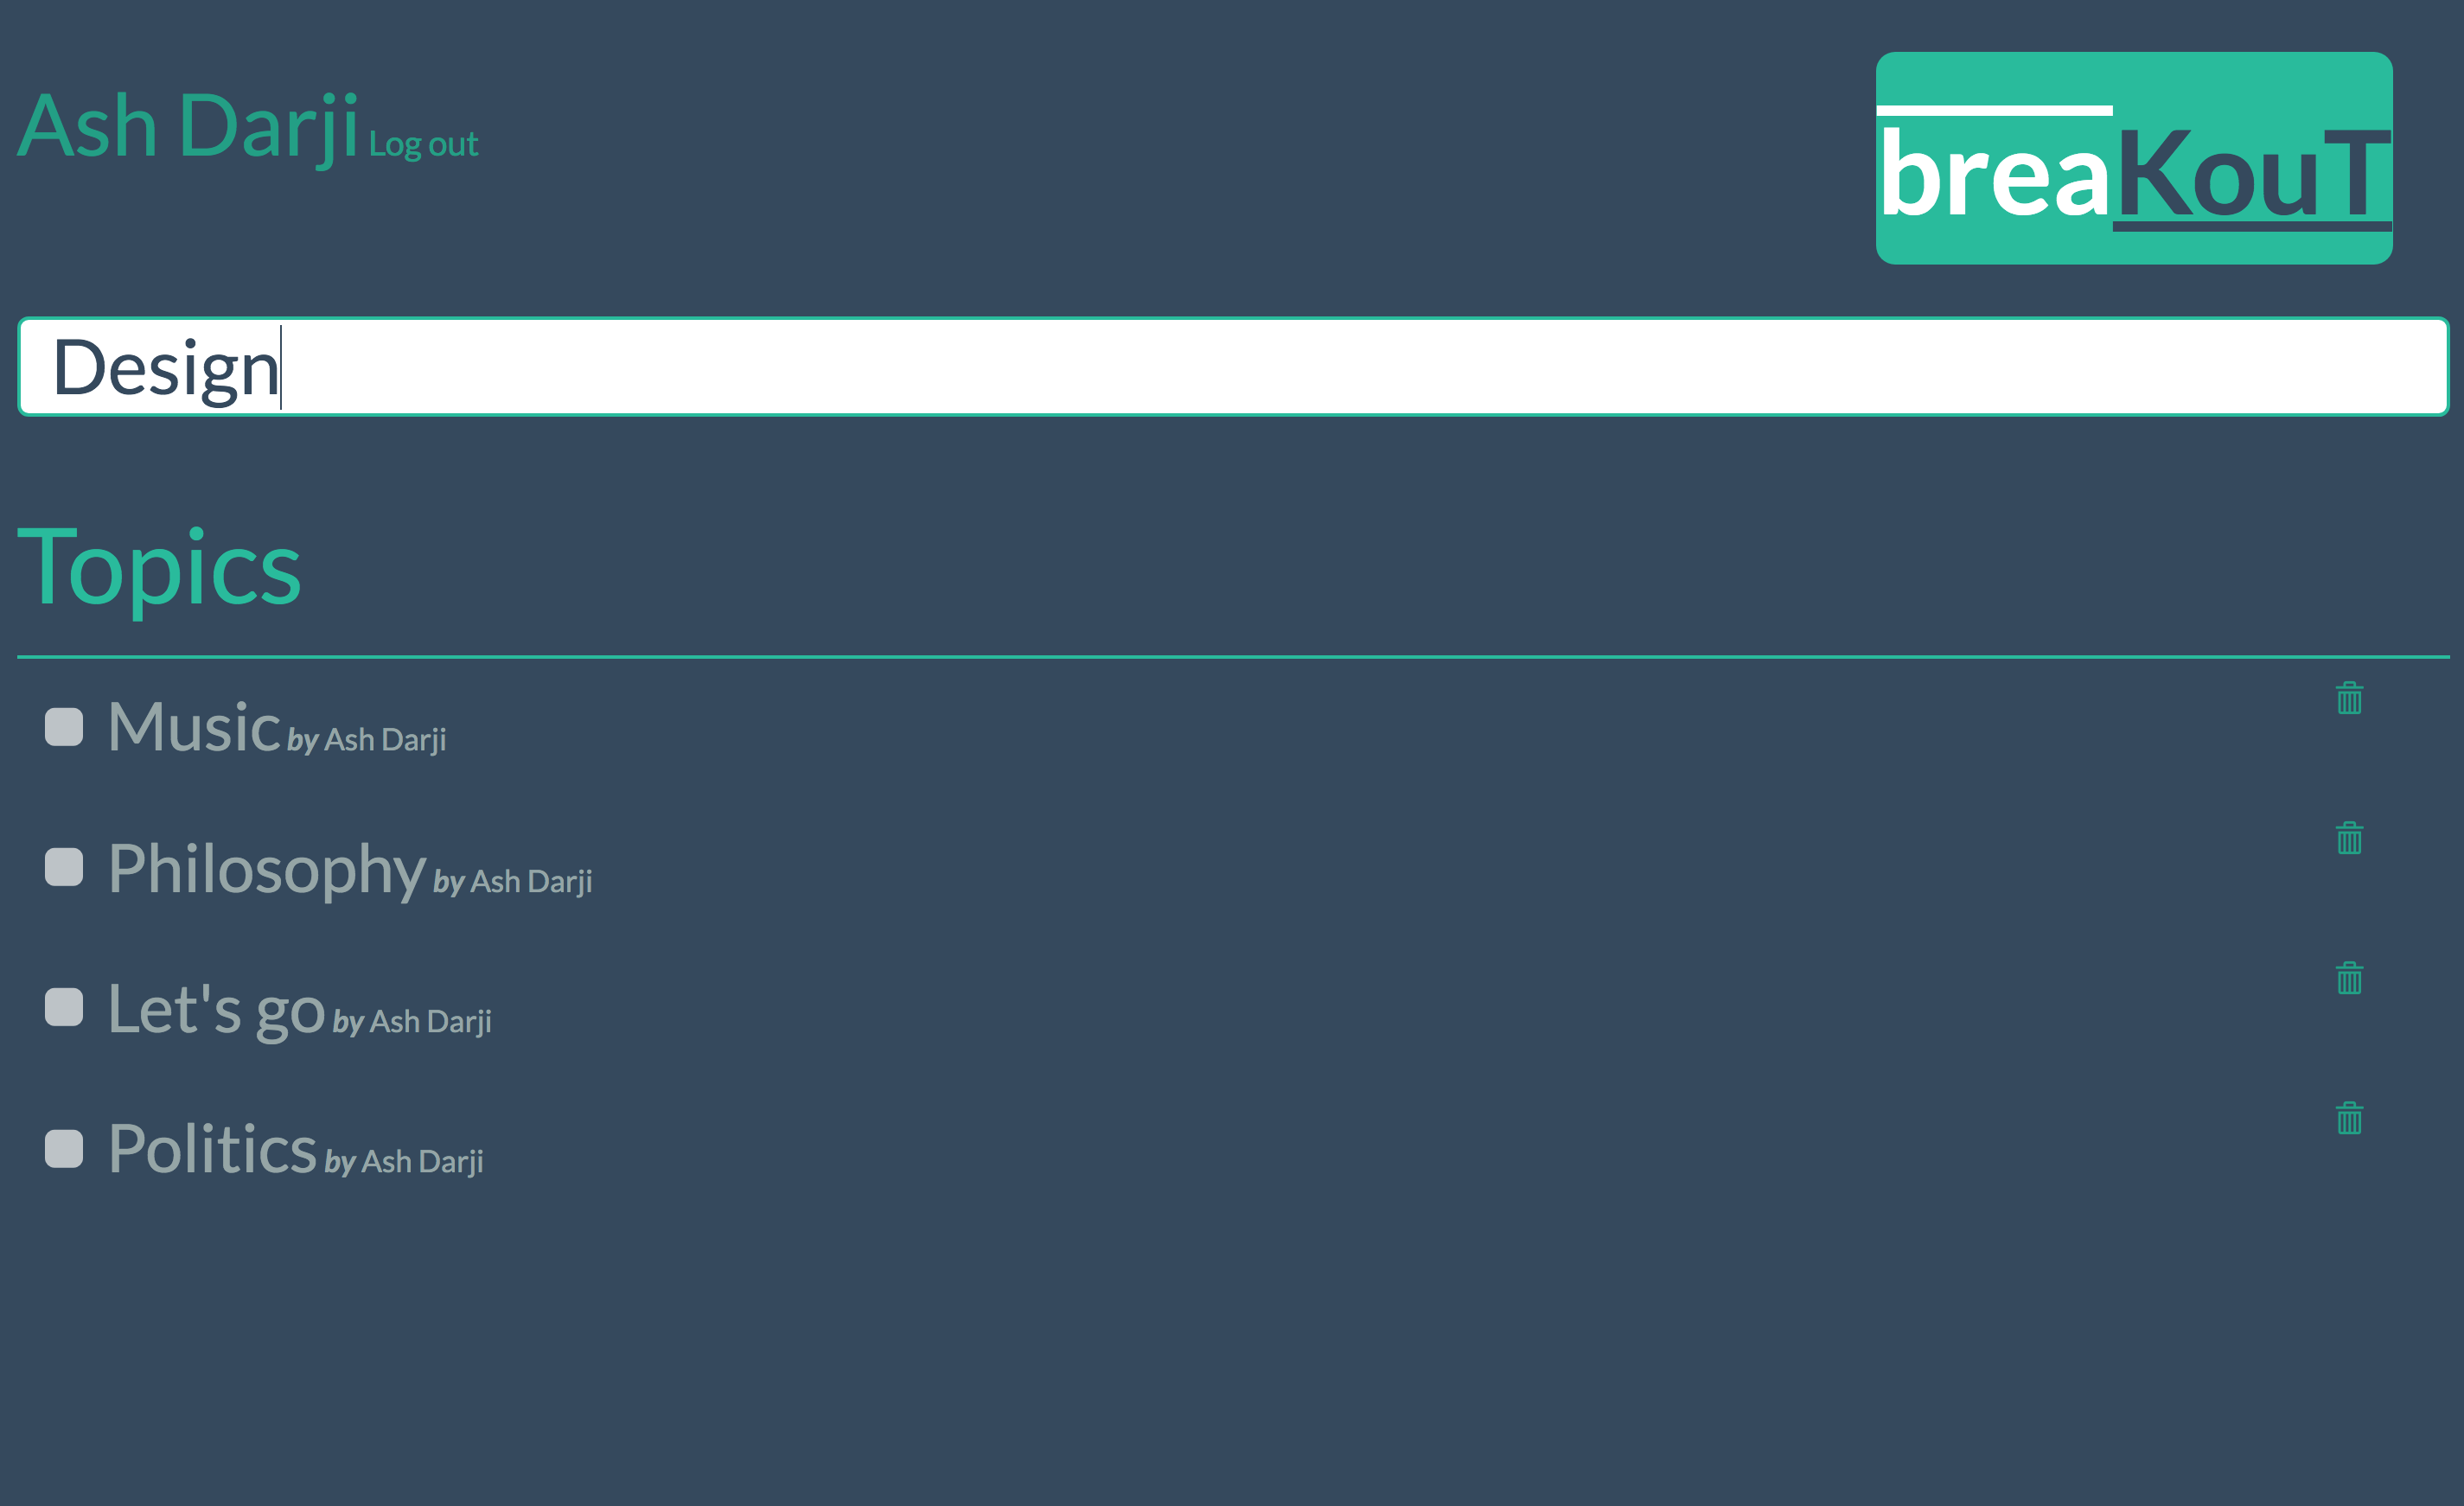 Ash Darji Log out
breaKouT
Design
Topics
Music by Ash Darji
Philosophy by Ash Darji
Let's go by Ash Darji
Politics by Ash Darji